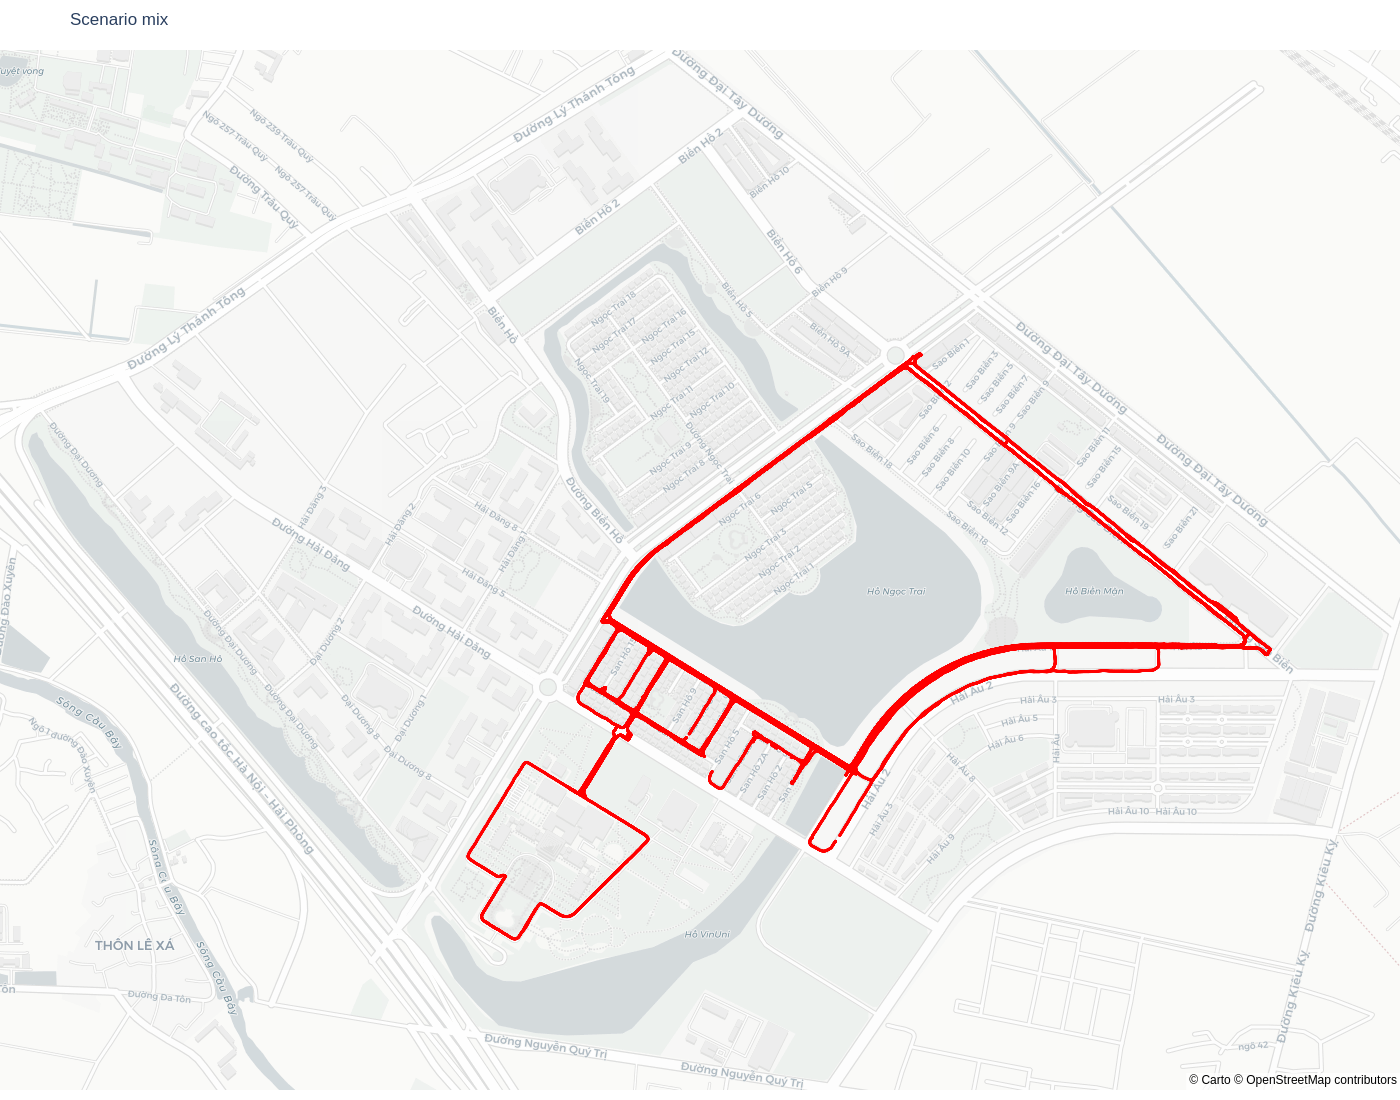 Scenario mix
uyệt vọng
Đường Lý Thánh Tông
Đường Đại Tây Dương
Ngõ 239 Trâu Quỳ
Ngõ 257 Trâu Quỳ
Ngõ 257 Trâu Quỳ
Đường Trâu Quỳ
Biển Hồ 2
Biển Hồ 10
Biển Hồ 2
Biển Hồ 6
Biển Hồ 9
Biển Hồ 5
Đường Lý Thánh Tông
Biển Hồ
Ngọc Trai 18
Ngọc Trai 17
Ngọc Trai 16
Ngọc Trai 15
Ngọc Trai 12
Ngọc Trai 19
Ngọc Trai 11
Ngọc Trai 10
Biển Hồ 9A
Sao Biển 1
Sao Biển 3
Sao Biển 5
Sao Biển 7
Sao Biển 9
Đường Đại Tây Dương
Đường Ngọc Trai
Ngọc Trai 9
Ngọc Trai 8
Sao Biển 18
Sao Biển 6
Sao Biển 8
Sao Biển 10
Sao Biển 9A
Sao Biển 16
Sao Biển 12
Sao Biển 18
Sao Biển 11
Sao Biển 15
Sao Biển 19
Sao Biển 21
Đường Đại Tây Dương
Đường Đại Dương
Hải Đăng 3
Hải Đăng 2
Hải Đăng 8
Hải Đăng 1
Hải Đăng 5
Đường Hải Đăng
Đường Biển Hồ
Ngọc Trai 6
Ngọc Trai 5
Ngọc Trai 3
Ngọc Trai 2
Ngọc Trai 1
Hồ Ngọc Trai
Hồ Biển Mặn
Đường Hải Đăng
Đường Đại Dương
Đại Dương 2
Hồ San Hô
Đường Đại Dương
Đại Dương 8
Đại Dương 1
Đại Dương 8
Sông Cầu Bây
Ngõ 1 đường Đào Xuyên
Đường cao tốc Hà Nội - Hải Phòng
San Hô 9
San Hô 5
San Hô 2A
San Hô 2
Biển
Hải Âu 2
Hải Âu 3
Hải Âu 3
Hải Âu 5
Hải Âu 6
Hải Âu
Hải Âu 8
Hải Âu 2
Hải Âu 3
Hải Âu 9
Hải Âu 10
Hải Âu 10
Sông Cầu Bây
Sông Cầu Bây
THÔN LÊ XÁ
Đường Đa Tốn
Hồ VinUni
Đường Kiêu Kỵ
Đường Kiêu Kỵ
ngõ 42
Đường Nguyễn Quý Trị
Đường Nguyễn Quý Trị
© Carto © OpenStreetMap contributors